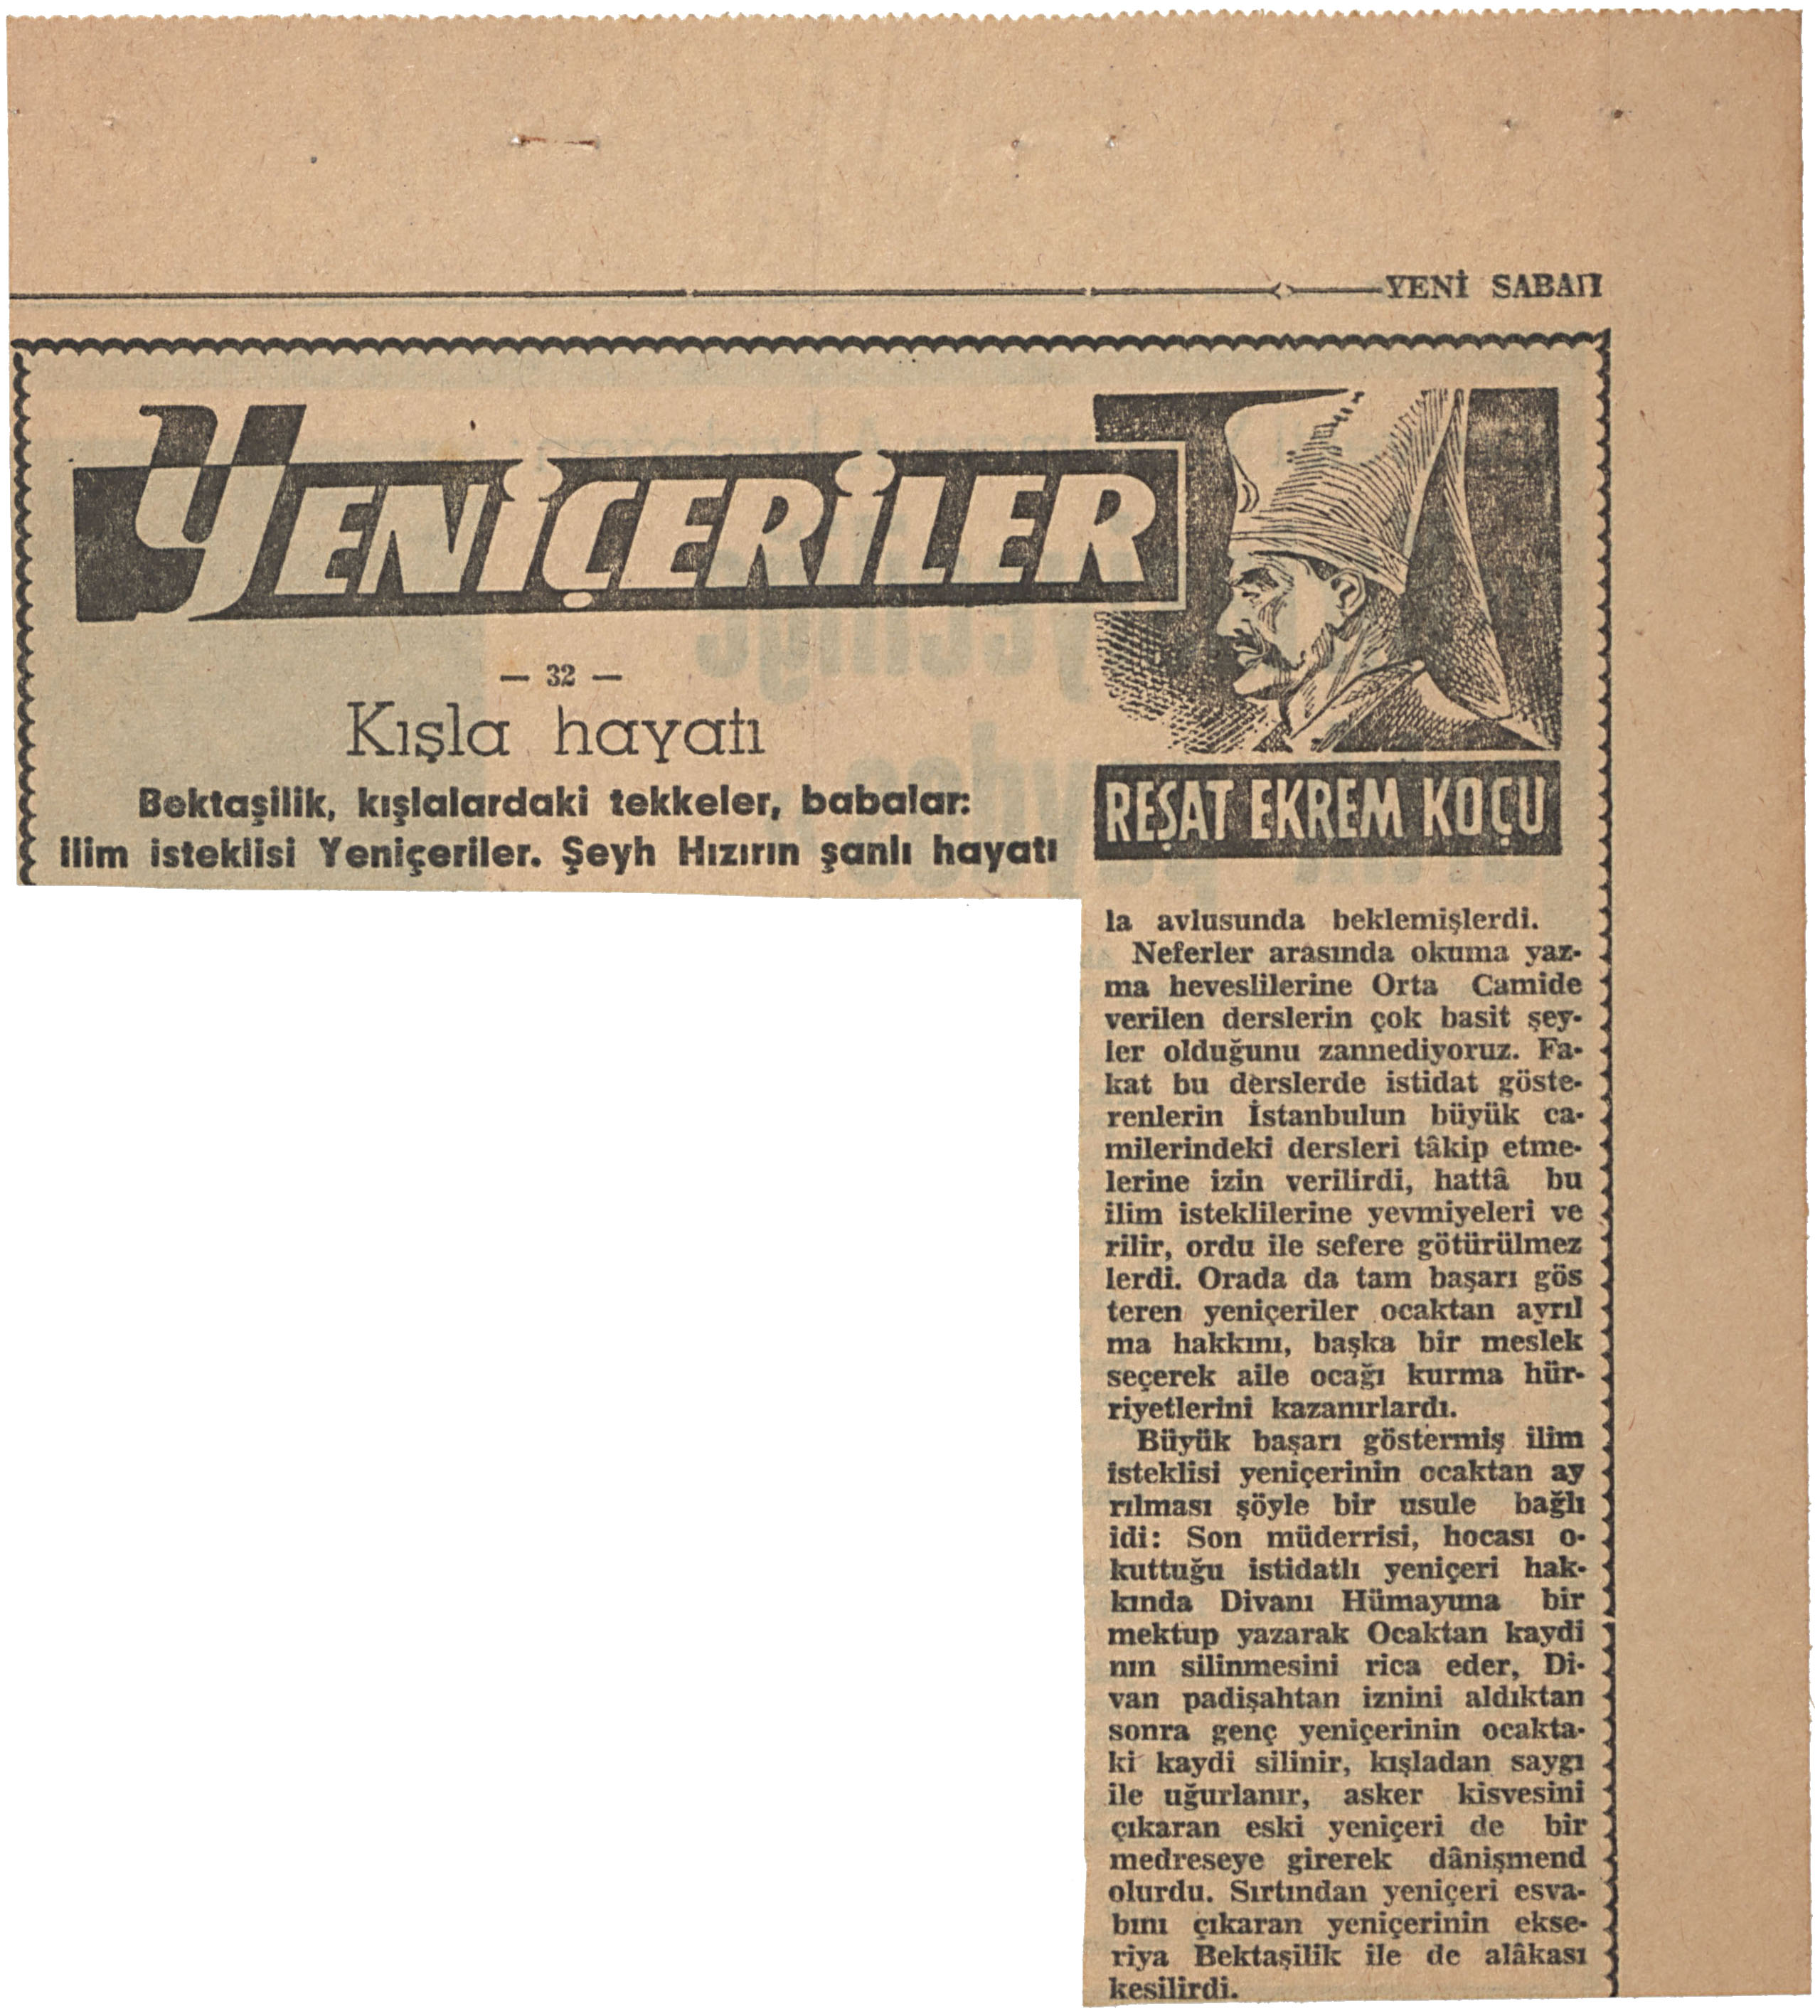 YENİ SABAH
YENİÇERİLER
— 32 —
Kışla hayatı
Bektaşilik, kışlalardaki tekkeler, babalar:
ilim isteklisi Yeniçeriler. Şeyh Hızırın şanlı hayatı
REŞAT EKREM KOÇU
la avlusunda beklemişlerdi.
Neferler arasında okuma yaz-
ma heveslilerine Orta Camide
verilen derslerin çok basit şey-
ler olduğunu zannediyoruz. Fa-
kat bu derslerde istidat göste-
renlerin İstanbulun büyük ca-
milerindeki dersleri tâkip etme-
lerine izin verilirdi, hattâ bu
ilim isteklilerine yevmiyeleri ve
rilir, ordu ile sefere götürülmez
lerdi. Orada da tam başarı gös
teren yeniçeriler ocaktan ayrıl
ma hakkını, başka bir meslek
seçerek aile ocağı kurma hür-
riyetlerini kazanırlardı.
Büyük başarı göstermiş ilim
isteklisi yeniçerinin ocaktan ay
rılması şöyle bir usule bağlı
idi: Son müderrisi, hocası o-
kuttuğu istidatlı yeniçeri hak-
kında Divanı Hümayuna bir
mektup yazarak Ocaktan kaydi
nın silinmesini rica eder, Di-
van padişahtan iznini aldıktan
sonra genç yeniçerinin ocakta-
ki kaydi silinir, kışladan saygı
ile uğurlanır, asker kisvesini
çıkaran eski yeniçeri de bir
medreseye girerek dânişmend
olurdu. Sırtından yeniçeri esva-
bını çıkaran yeniçerinin ekse-
riya Bektaşilik ile de alâkası
kesilirdi.